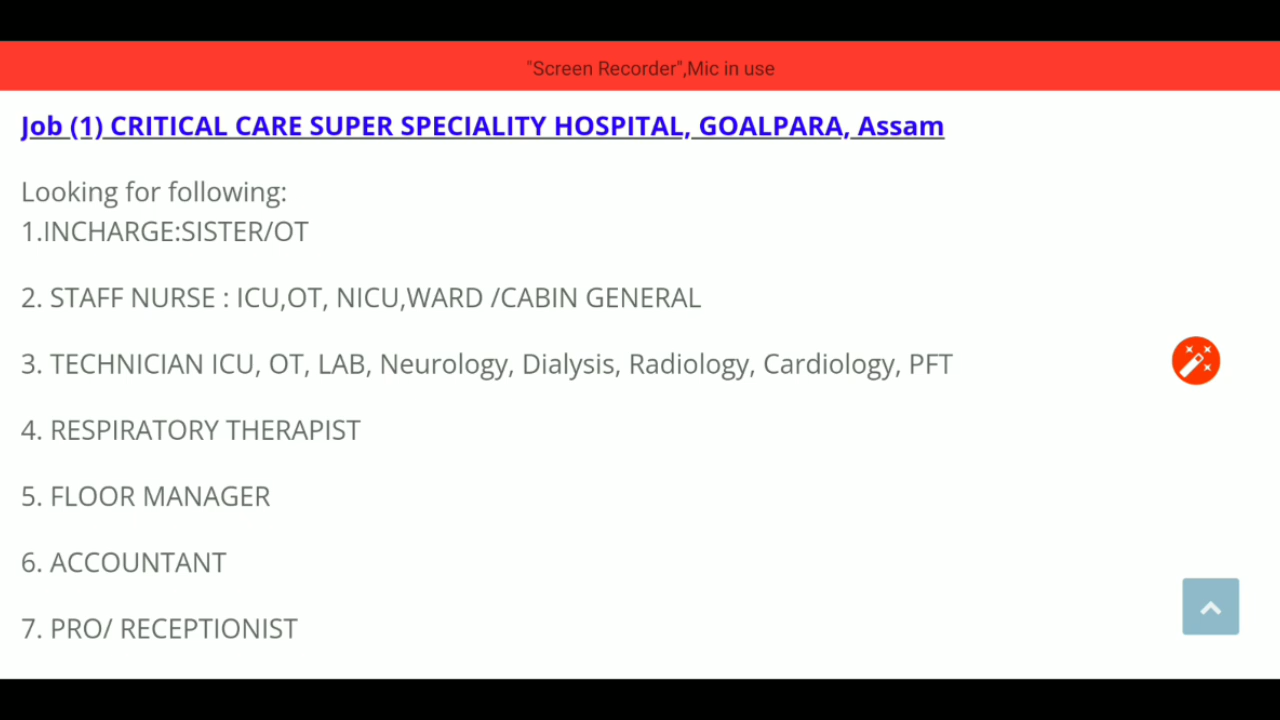 "Screen Recorder",Mic in use
Job (1) CRITICAL CARE SUPER SPECIALITY HOSPITAL, GOALPARA, Assam
Looking for following:
1.INCHARGE:SISTER/OT
2. STAFF NURSE : ICU,OT, NICU,WARD /CABIN GENERAL
3. TECHNICIAN ICU, OT, LAB, Neurology, Dialysis, Radiology, Cardiology, PFT
4. RESPIRATORY THERAPIST
5. FLOOR MANAGER
6. ACCOUNTANT
7. PRO/ RECEPTIONIST